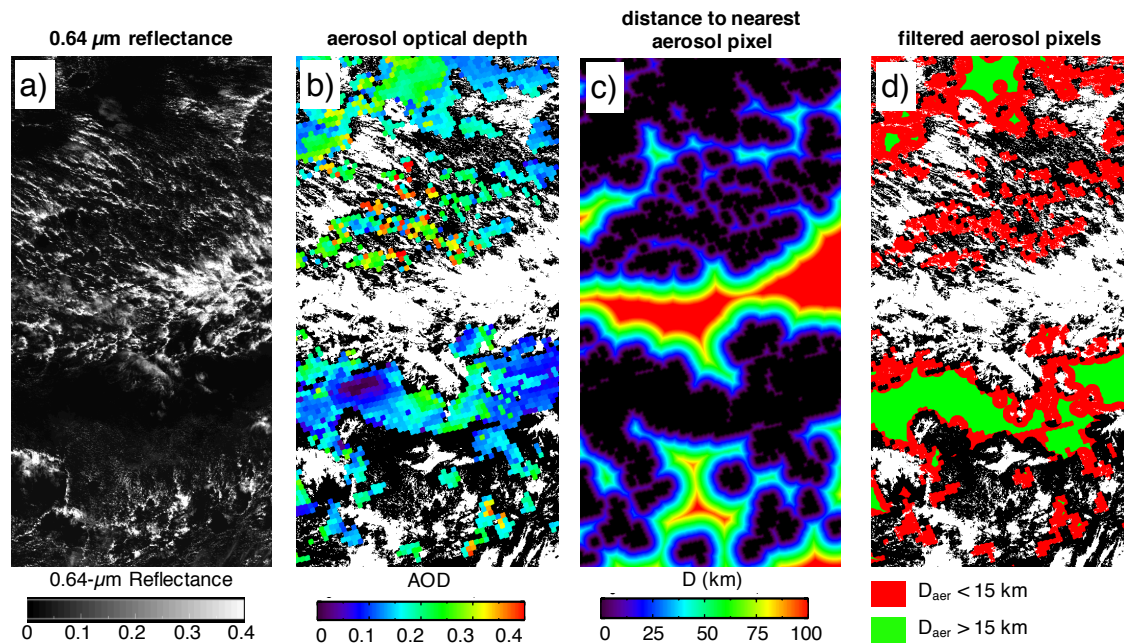 0.64 µm reflectance
aerosol optical depth
distance to nearest
aerosol pixel
filtered aerosol pixels
a)
b)
c)
d)
0.64-µm Reflectance
AOD
D (km)
0 0.1 0.2 0.3 0.4
0 0.1 0.2 0.3 0.4
0 25 50 75 100
D_aer < 15 km
D_aer > 15 km